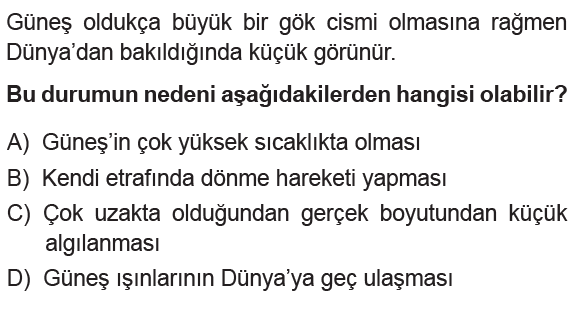 Güneş oldukça büyük bir gök cismi olmasına rağmen
Dünya’dan bakıldığında küçük görünür.
Bu durumun nedeni aşağıdakilerden hangisi olabilir?
A) Güneş’in çok yüksek sıcaklıkta olması
B) Kendi etrafında dönme hareketi yapması
C) Çok uzakta olduğundan gerçek boyutundan küçük
algılanması
D) Güneş ışınlarının Dünya’ya geç ulaşması